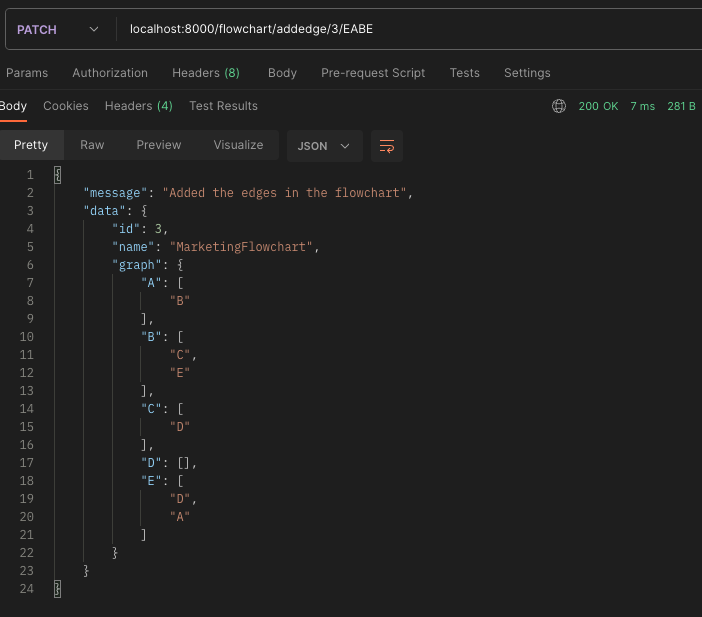 PATCH localhost:8000/flowchart/addedge/3/EABE
Params Authorization Headers (8) Body Pre-request Script Tests Settings
Body Cookies Headers (4) Test Results 200 OK 7 ms 281 B
Pretty Raw Preview Visualize JSON
1 {
2 "message": "Added the edges in the flowchart",
3 "data": {
4 "id": 3,
5 "name": "MarketingFlowchart",
6 "graph": {
7 "A": [
8 "B"
9 ],
10 "B": [
11 "C",
12 "E"
13 ],
14 "C": [
15 "D"
16 ],
17 "D": [],
18 "E": [
19 "D",
20 "A"
21 ]
22 }
23 }
24 }